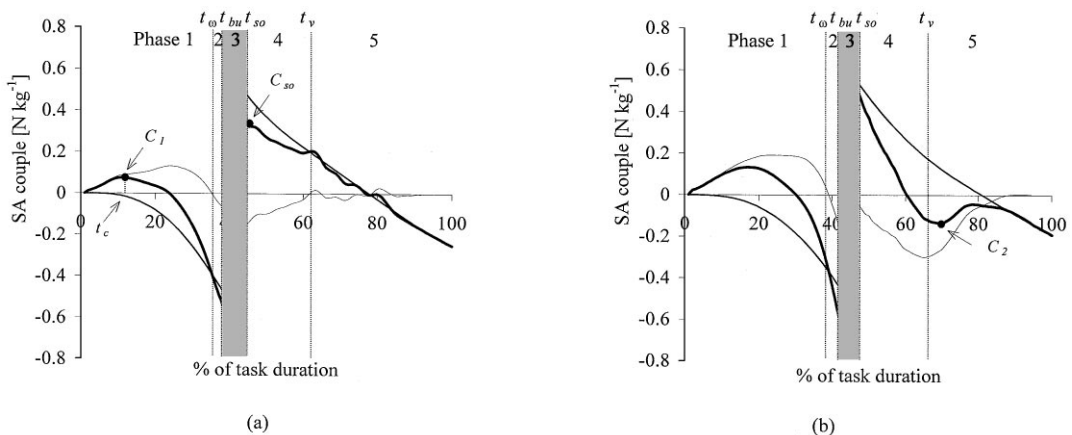 (a)
t_ω t_bu t_so t_v
Phase 1 2 3 4 5
0.8
0.6
0.4
0.2
0
-0.2
-0.4
-0.6
-0.8
SA couple [N kg⁻¹]
C_1
C_so
t_c
0 20 40 60 80 100
% of task duration
(a)
(b)
t_ω t_bu t_so t_v
Phase 1 2 3 4 5
0.8
0.6
0.4
0.2
0
-0.2
-0.4
-0.6
-0.8
SA couple [N kg⁻¹]
C_2
0 20 40 60 80 100
% of task duration
(b)